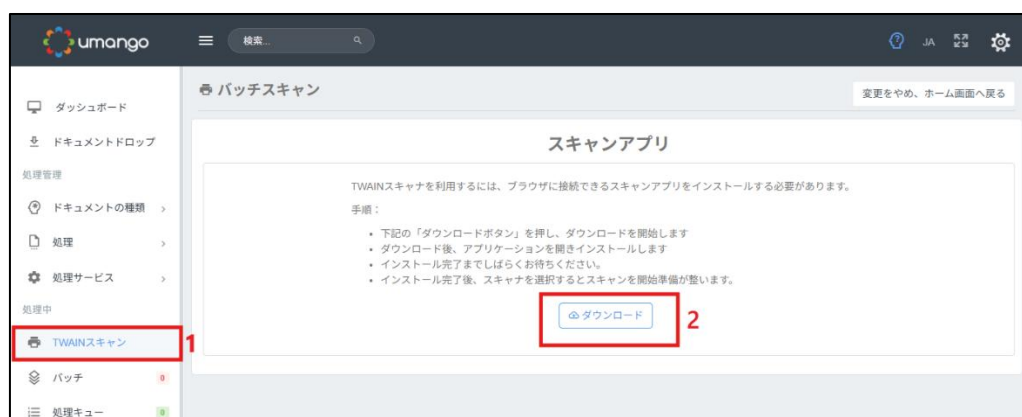 umango
検索...
JA
ダッシュボード
ドキュメントドロップ
処理管理
ドキュメントの種類
処理
処理サービス
処理中
TWAINスキャン
1
バッチ
0
処理キュー
0
バッチスキャン
変更をやめ、ホーム画面へ戻る
スキャンアプリ
TWAINスキャナを利用するには、ブラウザに接続できるスキャンアプリをインストールする必要があります。
手順：
• 下記の「ダウンロードボタン」を押し、ダウンロードを開始します
• ダウンロード後、アプリケーションを開きインストールします
• インストール完了までしばらくお待ちください。
• インストール完了後、スキャナを選択するとスキャンを開始準備が整います。
ダウンロード
2